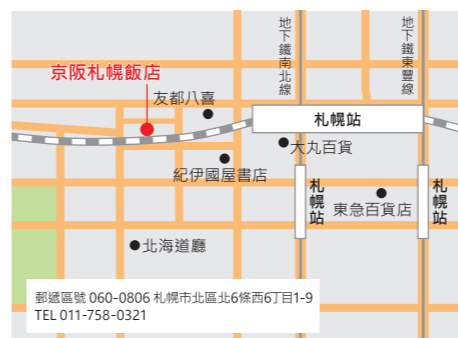 地下鐵南北線
地下鐵東豐線
京阪札幌飯店
友都八喜
札幌站
大丸百貨
紀伊國屋書店
札幌站
札幌站
東急百貨店
北海道廳
郵遞區號 060-0806 札幌市北區北6條西6丁目1-9
TEL 011-758-0321